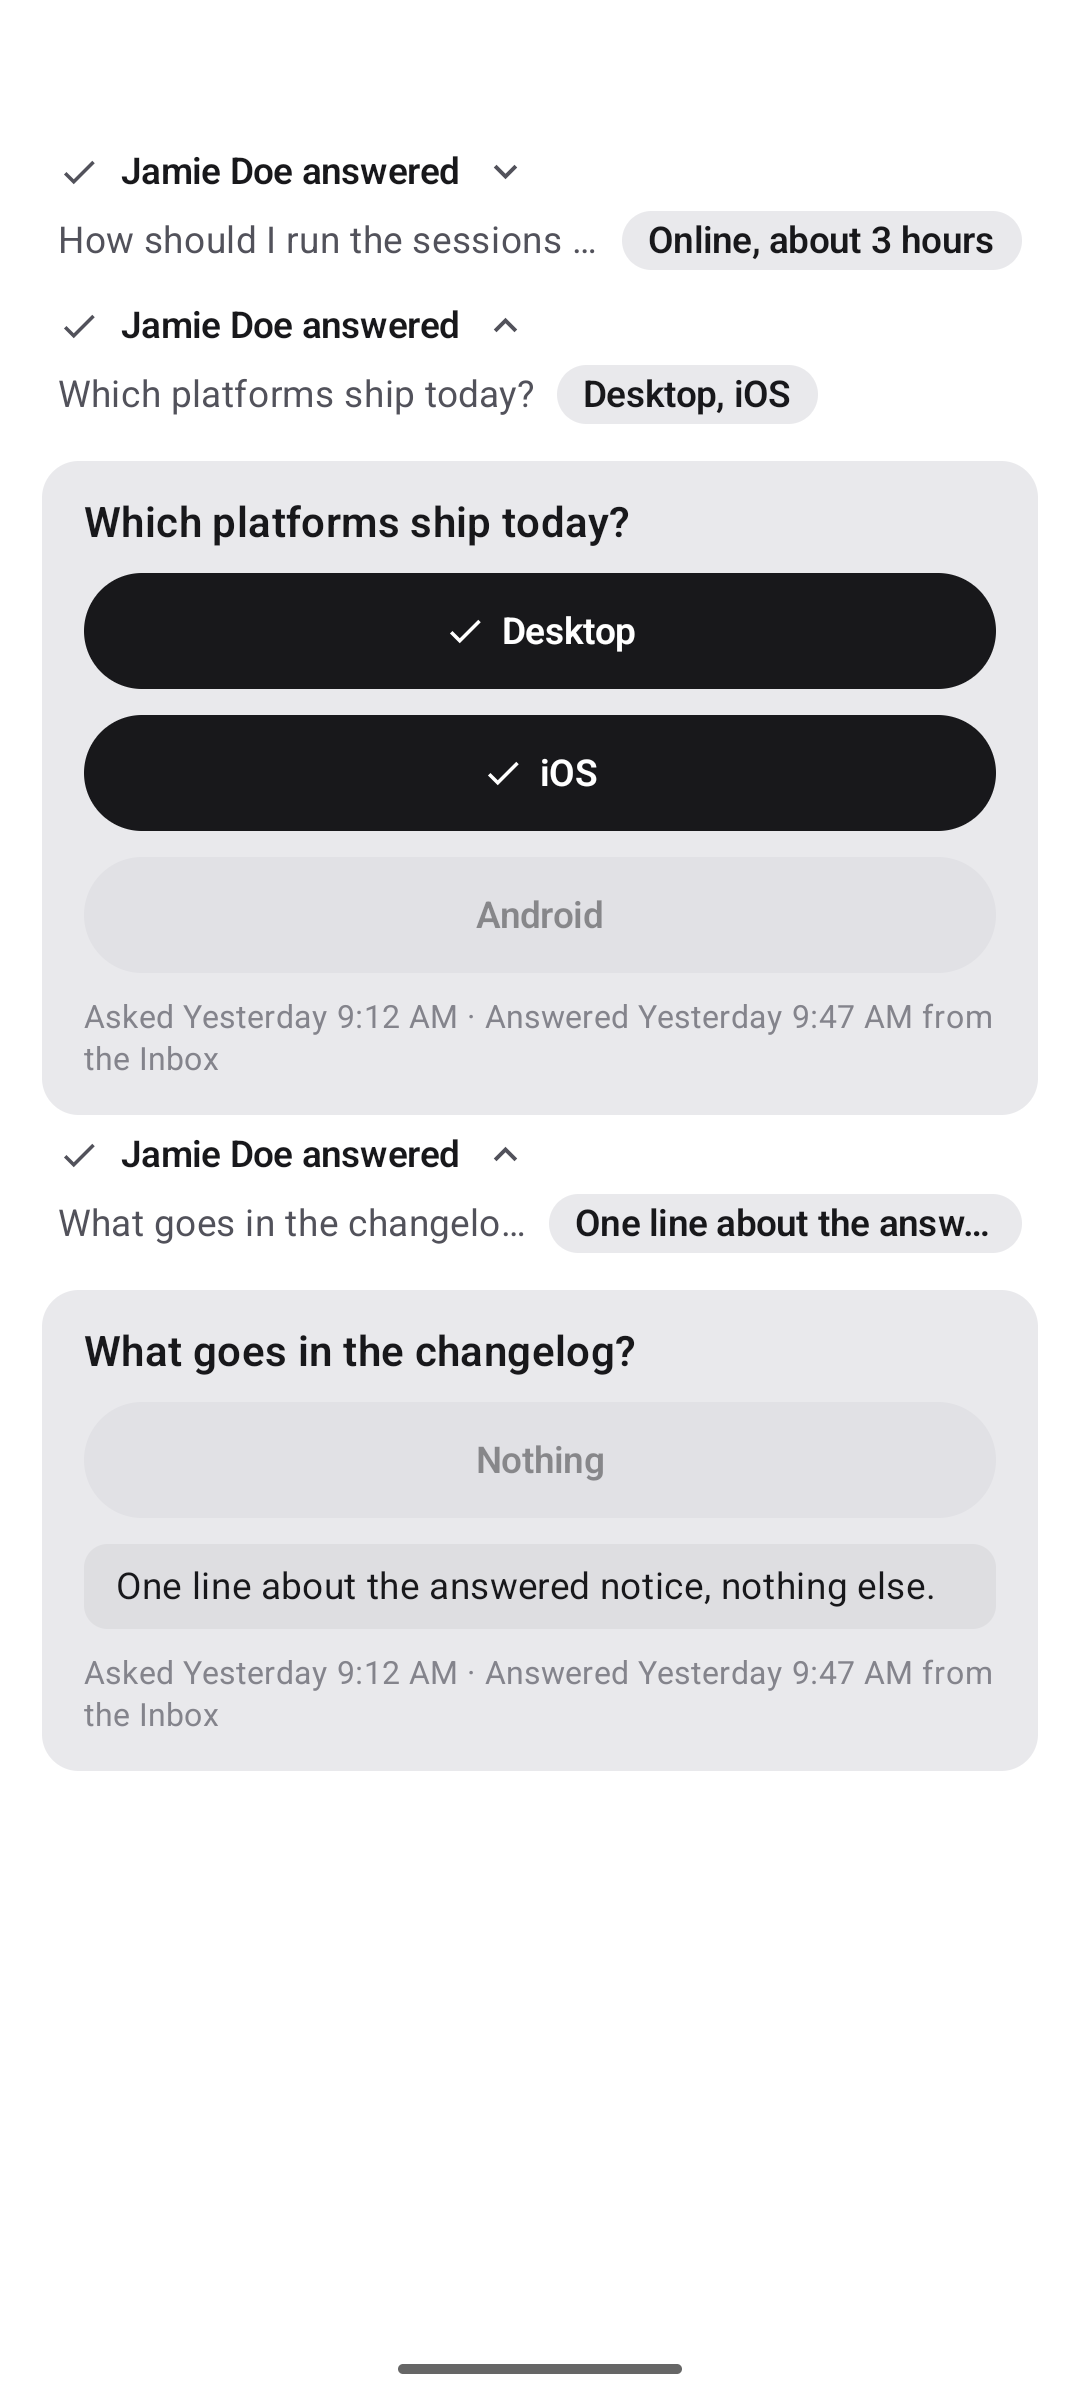 Jamie Doe answered
How should I run the sessions … Online, about 3 hours
Jamie Doe answered
Which platforms ship today? Desktop, iOS
Which platforms ship today?
Desktop
iOS
Android
Asked Yesterday 9:12 AM · Answered Yesterday 9:47 AM from
the Inbox
Jamie Doe answered
What goes in the changelo… One line about the answ…
What goes in the changelog?
Nothing
One line about the answered notice, nothing else.
Asked Yesterday 9:12 AM · Answered Yesterday 9:47 AM from
the Inbox